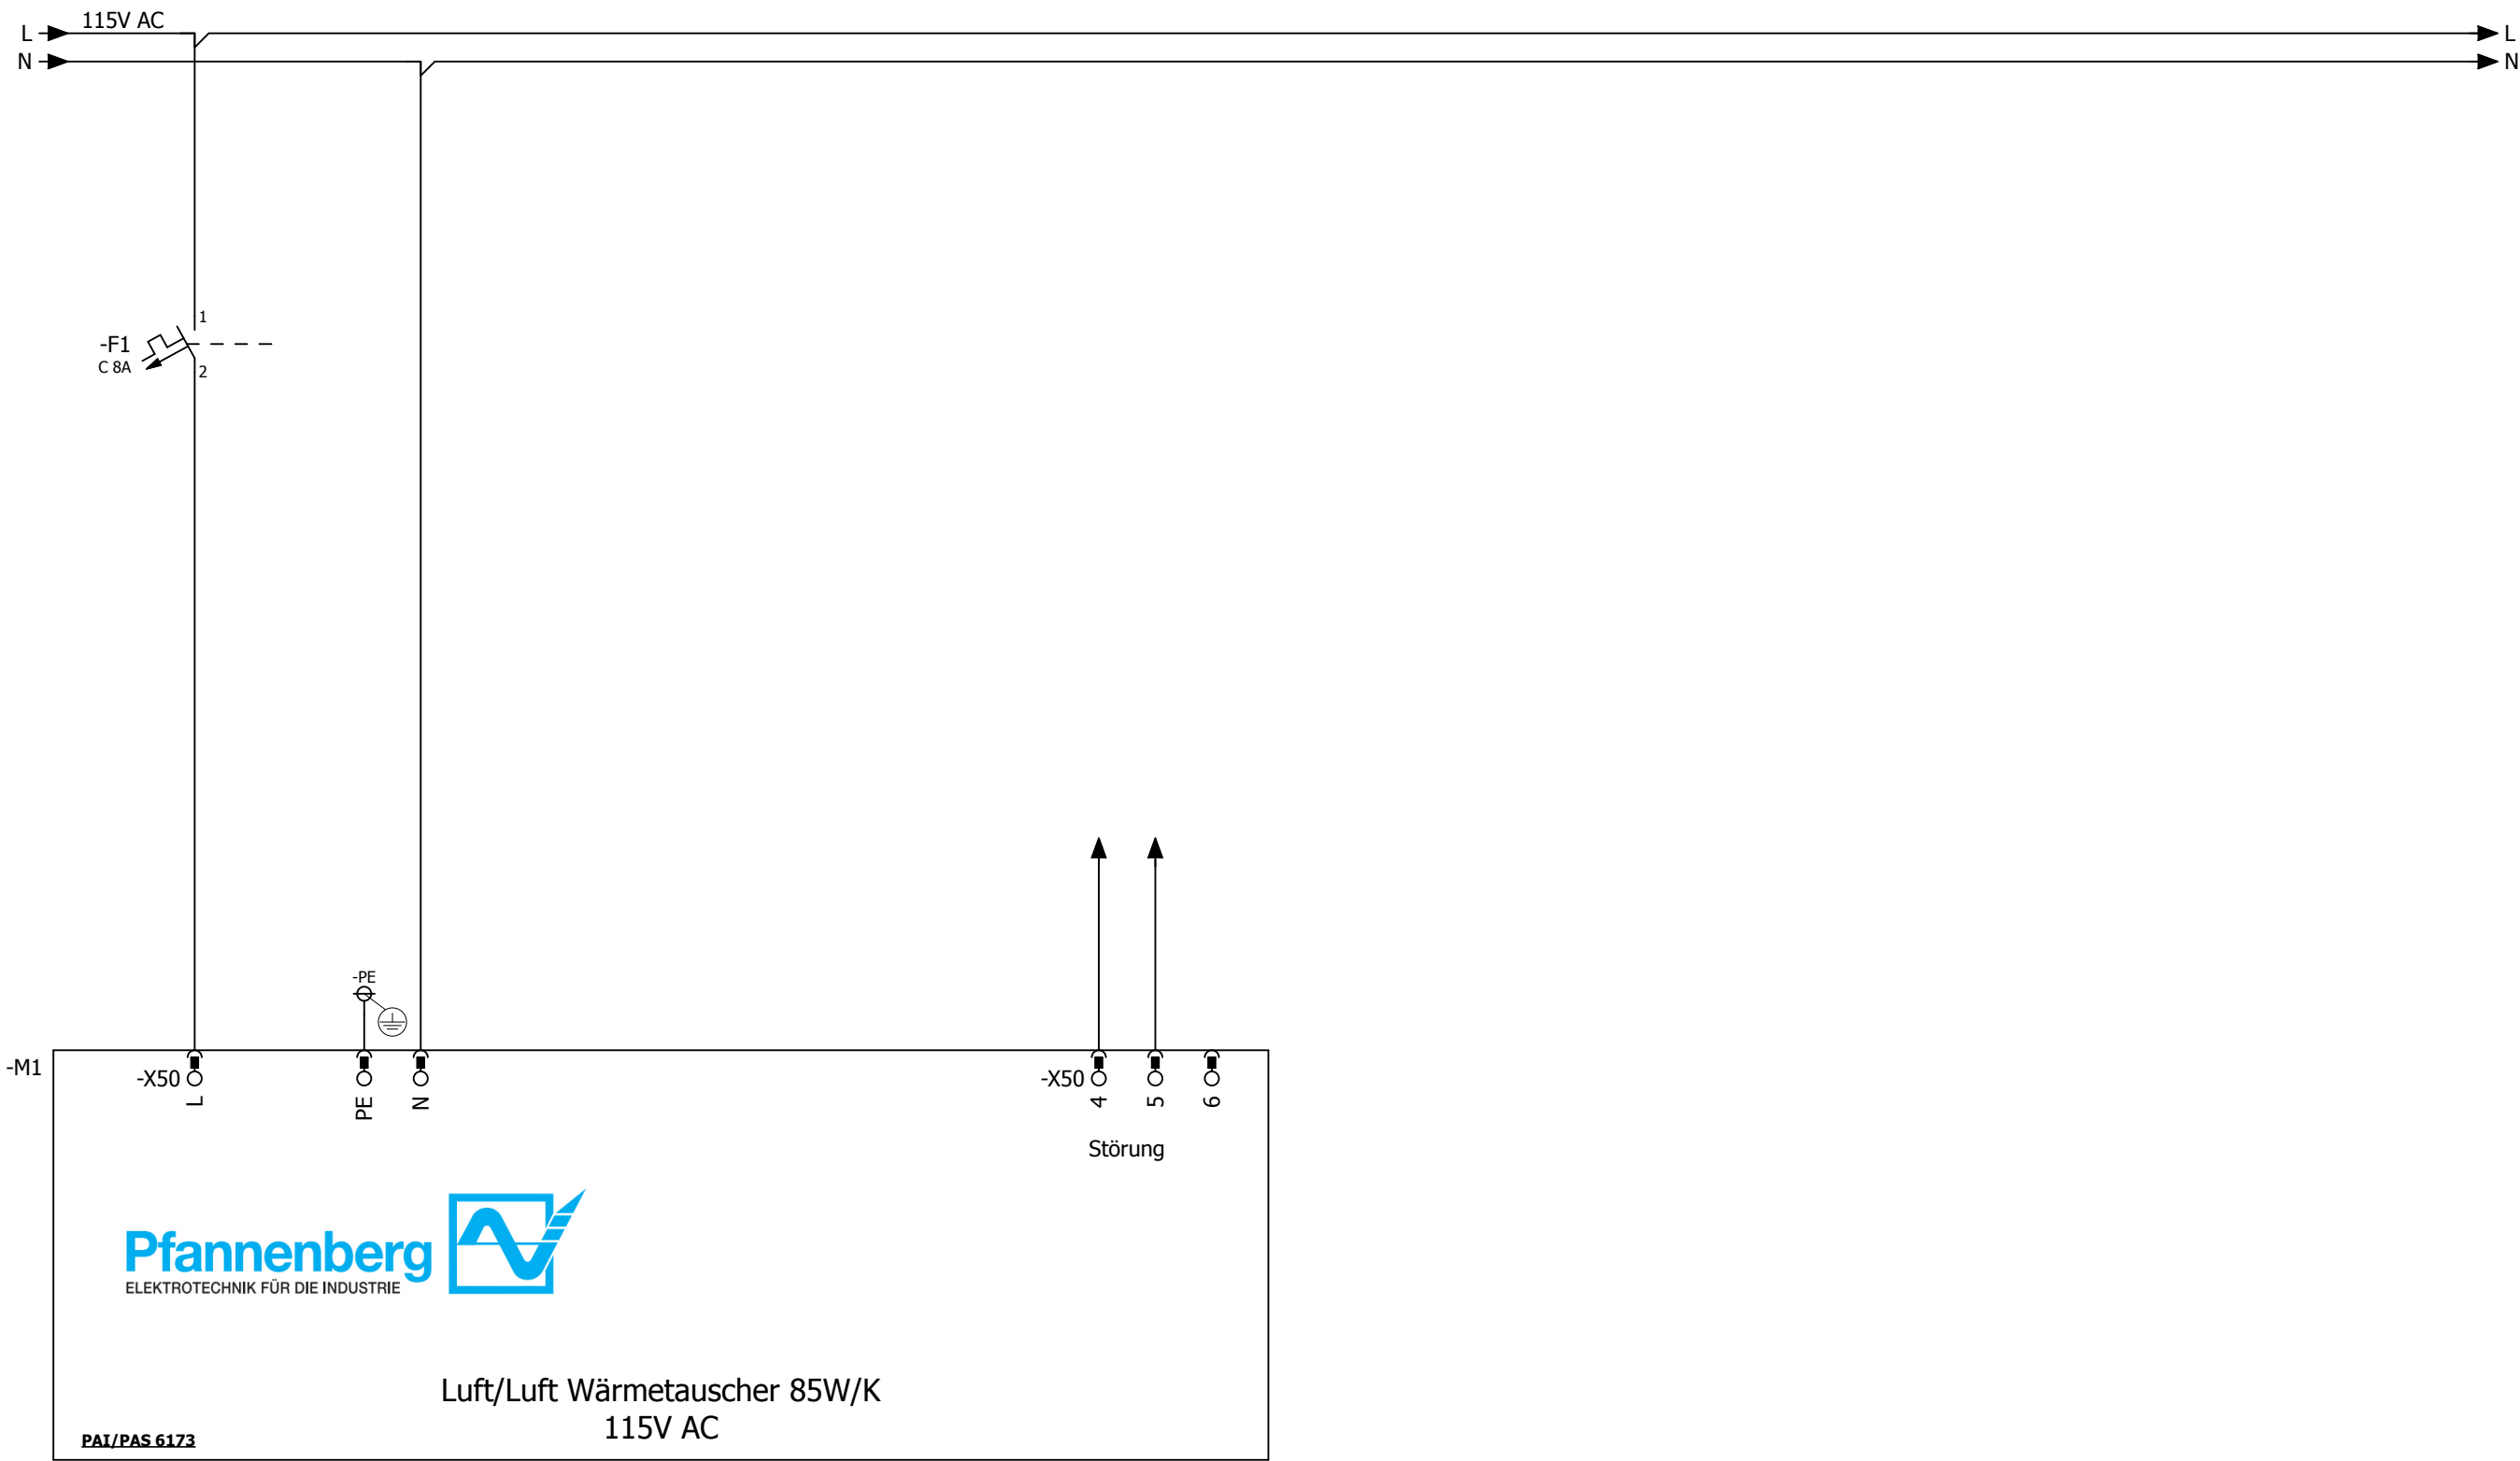 115V AC
L
L
N
N
1
-F1
C 8A
2
-PE
-M1
-X50
L
PE
N
-X50
4
5
6
Störung
Pfannenberg
ELEKTROTECHNIK FÜR DIE INDUSTRIE
Luft/Luft Wärmetauscher 85W/K
115V AC
PAI/PAS 6173